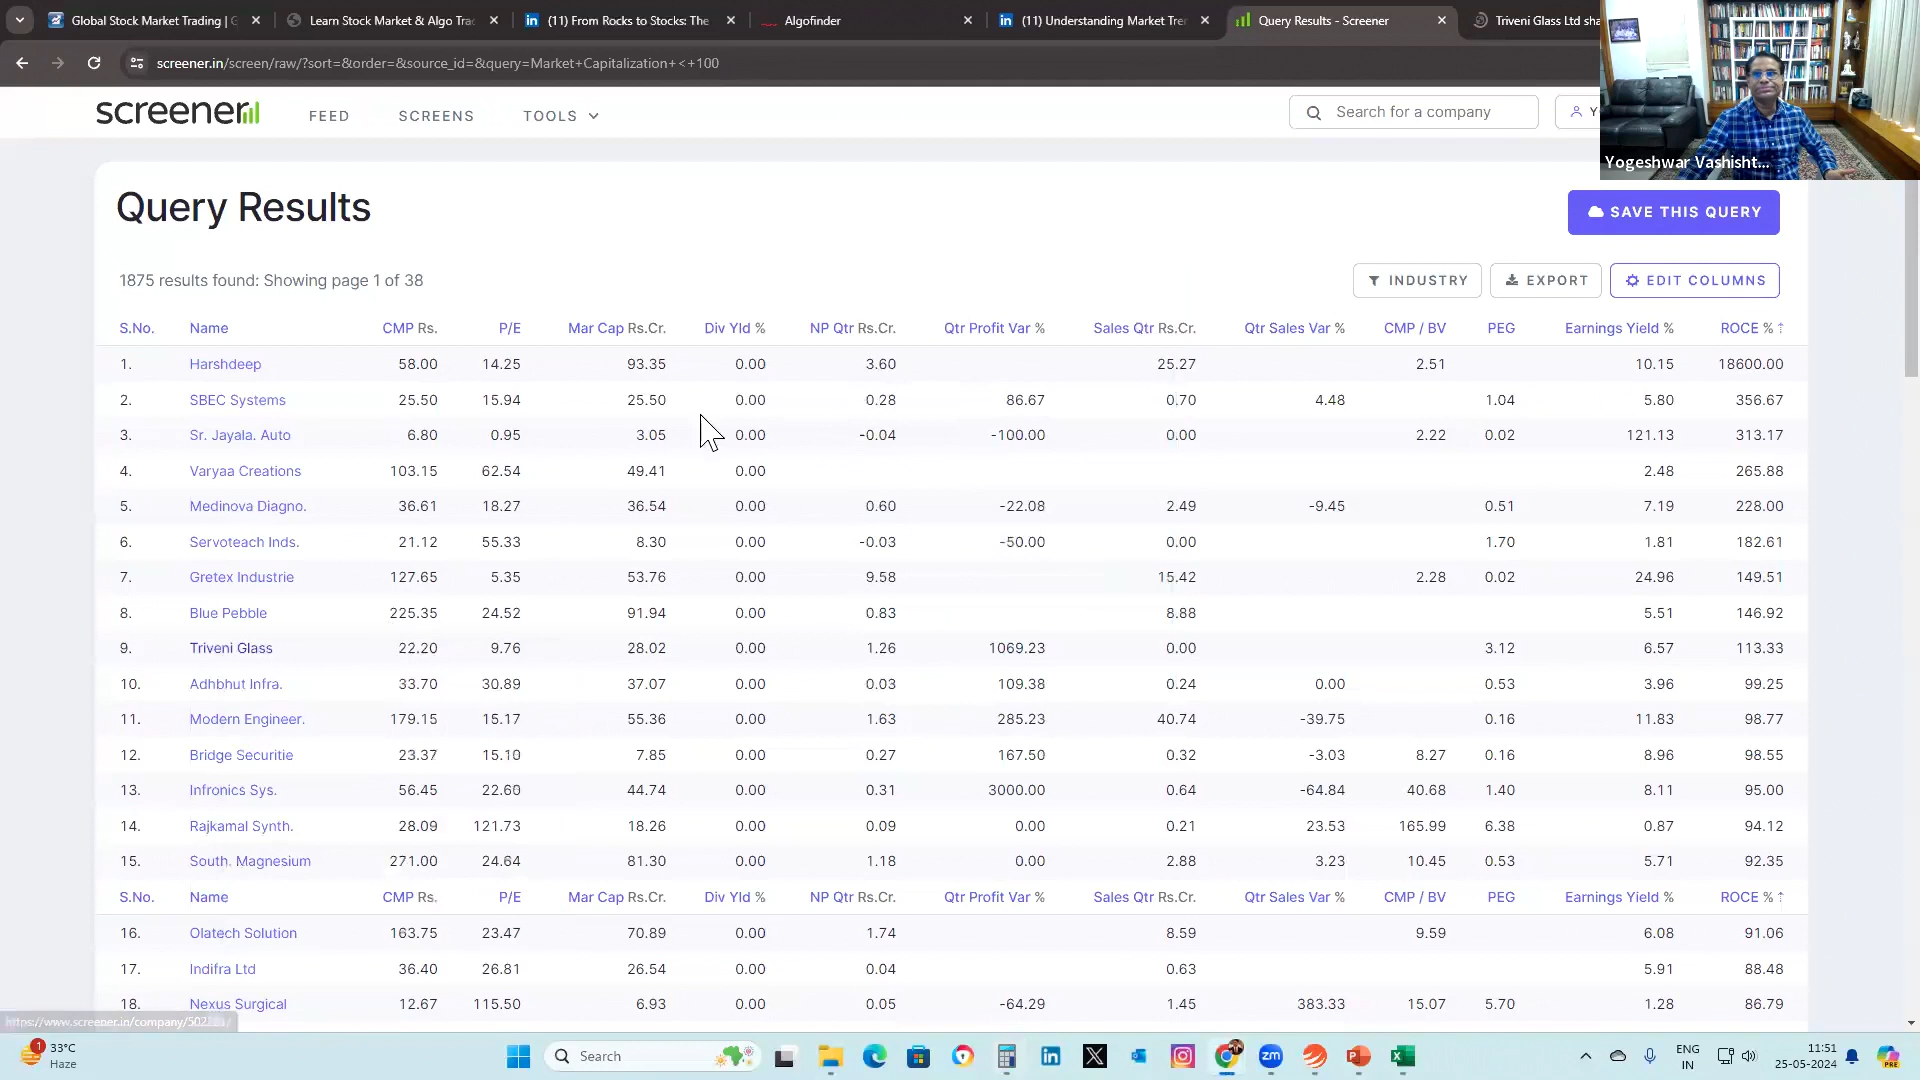 Global Stock Market Trading | G
Learn Stock Market & Algo Tra
(11) From Rocks to Stocks: The
Algofinder
(11) Understanding Market Tre
Query Results - Screener
Triveni Glass Ltd sha
screener.in/screen/raw/?sort=&order=&source_id=&query=Market+Capitalization+<+100
screener
FEED
SCREENS
TOOLS
Search for a company
Y
Yogeshwar Vashisht...
Query Results
SAVE THIS QUERY
1875 results found: Showing page 1 of 38
INDUSTRY
EXPORT
EDIT COLUMNS
S.No. Name CMP Rs. P/E Mar Cap Rs.Cr. Div Yld % NP Qtr Rs.Cr. Qtr Profit Var % Sales Qtr Rs.Cr. Qtr Sales Var % CMP / BV PEG Earnings Yield % ROCE % ↑
1. Harshdeep 58.00 14.25 93.35 0.00 3.60 25.27 2.51 10.15 18600.00
2. SBEC Systems 25.50 15.94 25.50 0.00 0.28 86.67 0.70 4.48 1.04 5.80 356.67
3. Sr. Jayala. Auto 6.80 0.95 3.05 0.00 -0.04 -100.00 0.00 2.22 0.02 121.13 313.17
4. Varyaa Creations 103.15 62.54 49.41 0.00 2.48 265.88
5. Medinova Diagno. 36.61 18.27 36.54 0.00 0.60 -22.08 2.49 -9.45 0.51 7.19 228.00
6. Servoteach Inds. 21.12 55.33 8.30 0.00 -0.03 -50.00 0.00 1.70 1.81 182.61
7. Gretex Industrie 127.65 5.35 53.76 0.00 9.58 15.42 2.28 0.02 24.96 149.51
8. Blue Pebble 225.35 24.52 91.94 0.00 0.83 8.88 5.51 146.92
9. Triveni Glass 22.20 9.76 28.02 0.00 1.26 1069.23 0.00 3.12 6.57 113.33
10. Adhbhut Infra. 33.70 30.89 37.07 0.00 0.03 109.38 0.24 0.00 0.53 3.96 99.25
11. Modern Engineer. 179.15 15.17 55.36 0.00 1.63 285.23 40.74 -39.75 0.16 11.83 98.77
12. Bridge Securitie 23.37 15.10 7.85 0.00 0.27 167.50 0.32 -3.03 8.27 0.16 8.96 98.55
13. Infronics Sys. 56.45 22.60 44.74 0.00 0.31 3000.00 0.64 -64.84 40.68 1.40 8.11 95.00
14. Rajkamal Synth. 28.09 121.73 18.26 0.00 0.09 0.00 0.21 23.53 165.99 6.38 0.87 94.12
15. South. Magnesium 271.00 24.64 81.30 0.00 1.18 0.00 2.88 3.23 10.45 0.53 5.71 92.35
S.No. Name CMP Rs. P/E Mar Cap Rs.Cr. Div Yld % NP Qtr Rs.Cr. Qtr Profit Var % Sales Qtr Rs.Cr. Qtr Sales Var % CMP / BV PEG Earnings Yield % ROCE % ↑
16. Olatech Solution 163.75 23.47 70.89 0.00 1.74 8.59 9.59 6.08 91.06
17. Indifra Ltd 36.40 26.81 26.54 0.00 0.04 0.63 5.91 88.48
18. Nexus Surgical 12.67 115.50 6.93 0.00 0.05 -64.29 1.45 383.33 15.07 5.70 1.28 86.79
33°C
Haze
Search
ENG
IN
11:51
25-05-2024